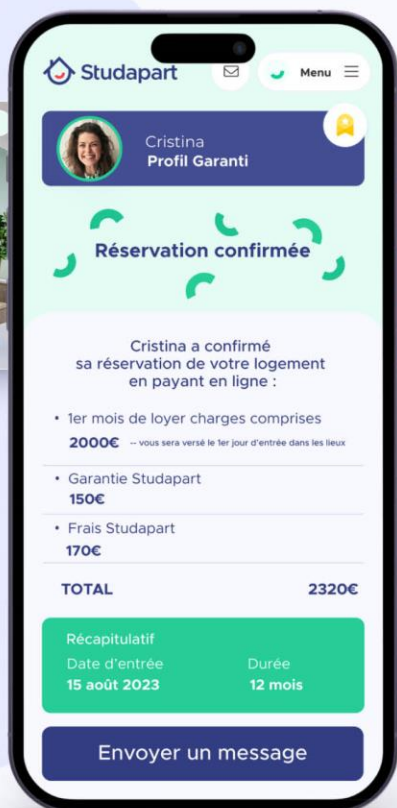 Studapart
Menu
Cristina
Profil Garanti
Réservation confirmée
Cristina a confirmé
sa réservation de votre logement
en payant en ligne :
• 1er mois de loyer charges comprises
2000€ -- vous sera versé le 1er jour d'entrée dans les lieux
• Garantie Studapart
150€
• Frais Studapart
170€
TOTAL 2320€
Récapitulatif
Date d'entrée Durée
15 août 2023 12 mois
Envoyer un message